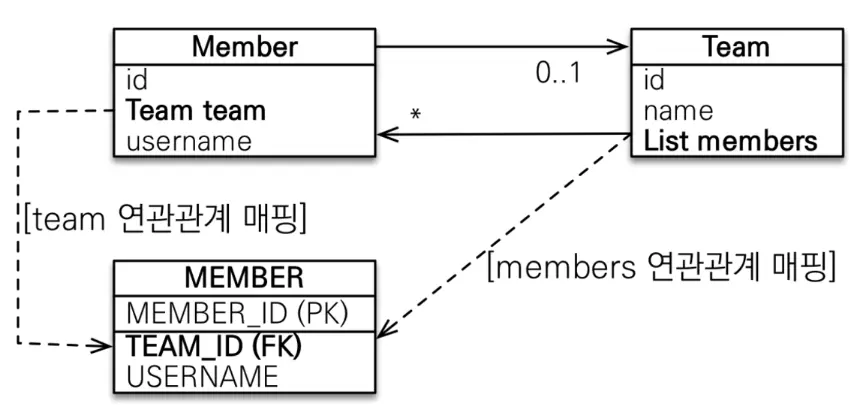 Member
id
Team team
username
0..1
*
Team
id
name
List members
[team 연관관계 매핑]
[members 연관관계 매핑]
MEMBER
MEMBER_ID (PK)
TEAM_ID (FK)
USERNAME